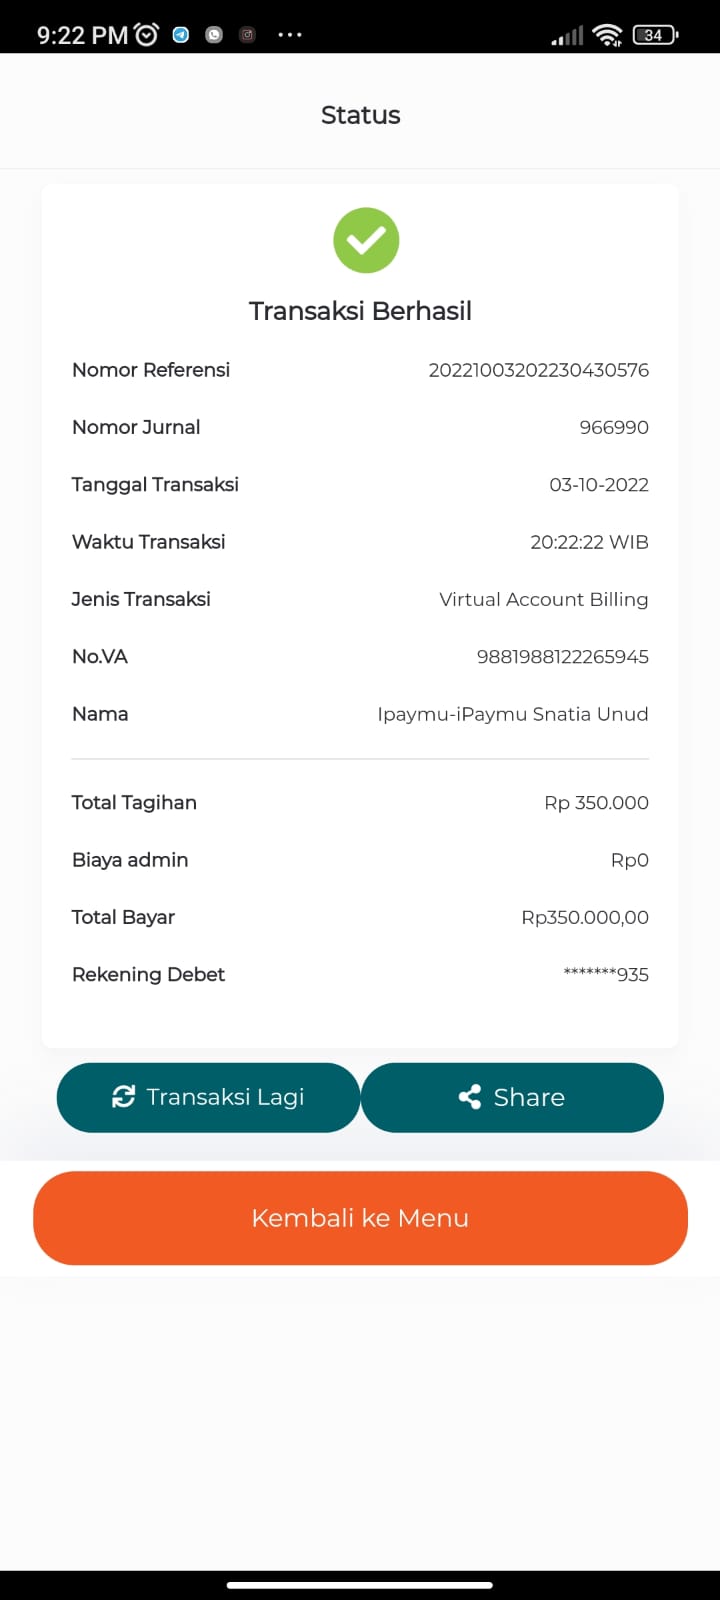 9:22 PM
34
Status
Transaksi Berhasil
Nomor Referensi 20221003202230430576
Nomor Jurnal 966990
Tanggal Transaksi 03-10-2022
Waktu Transaksi 20:22:22 WIB
Jenis Transaksi Virtual Account Billing
No.VA 9881988122265945
Nama Ipaymu-iPaymu Snatia Unud
Total Tagihan Rp 350.000
Biaya admin Rp0
Total Bayar Rp350.000,00
Rekening Debet *******935
Transaksi Lagi Share
Kembali ke Menu